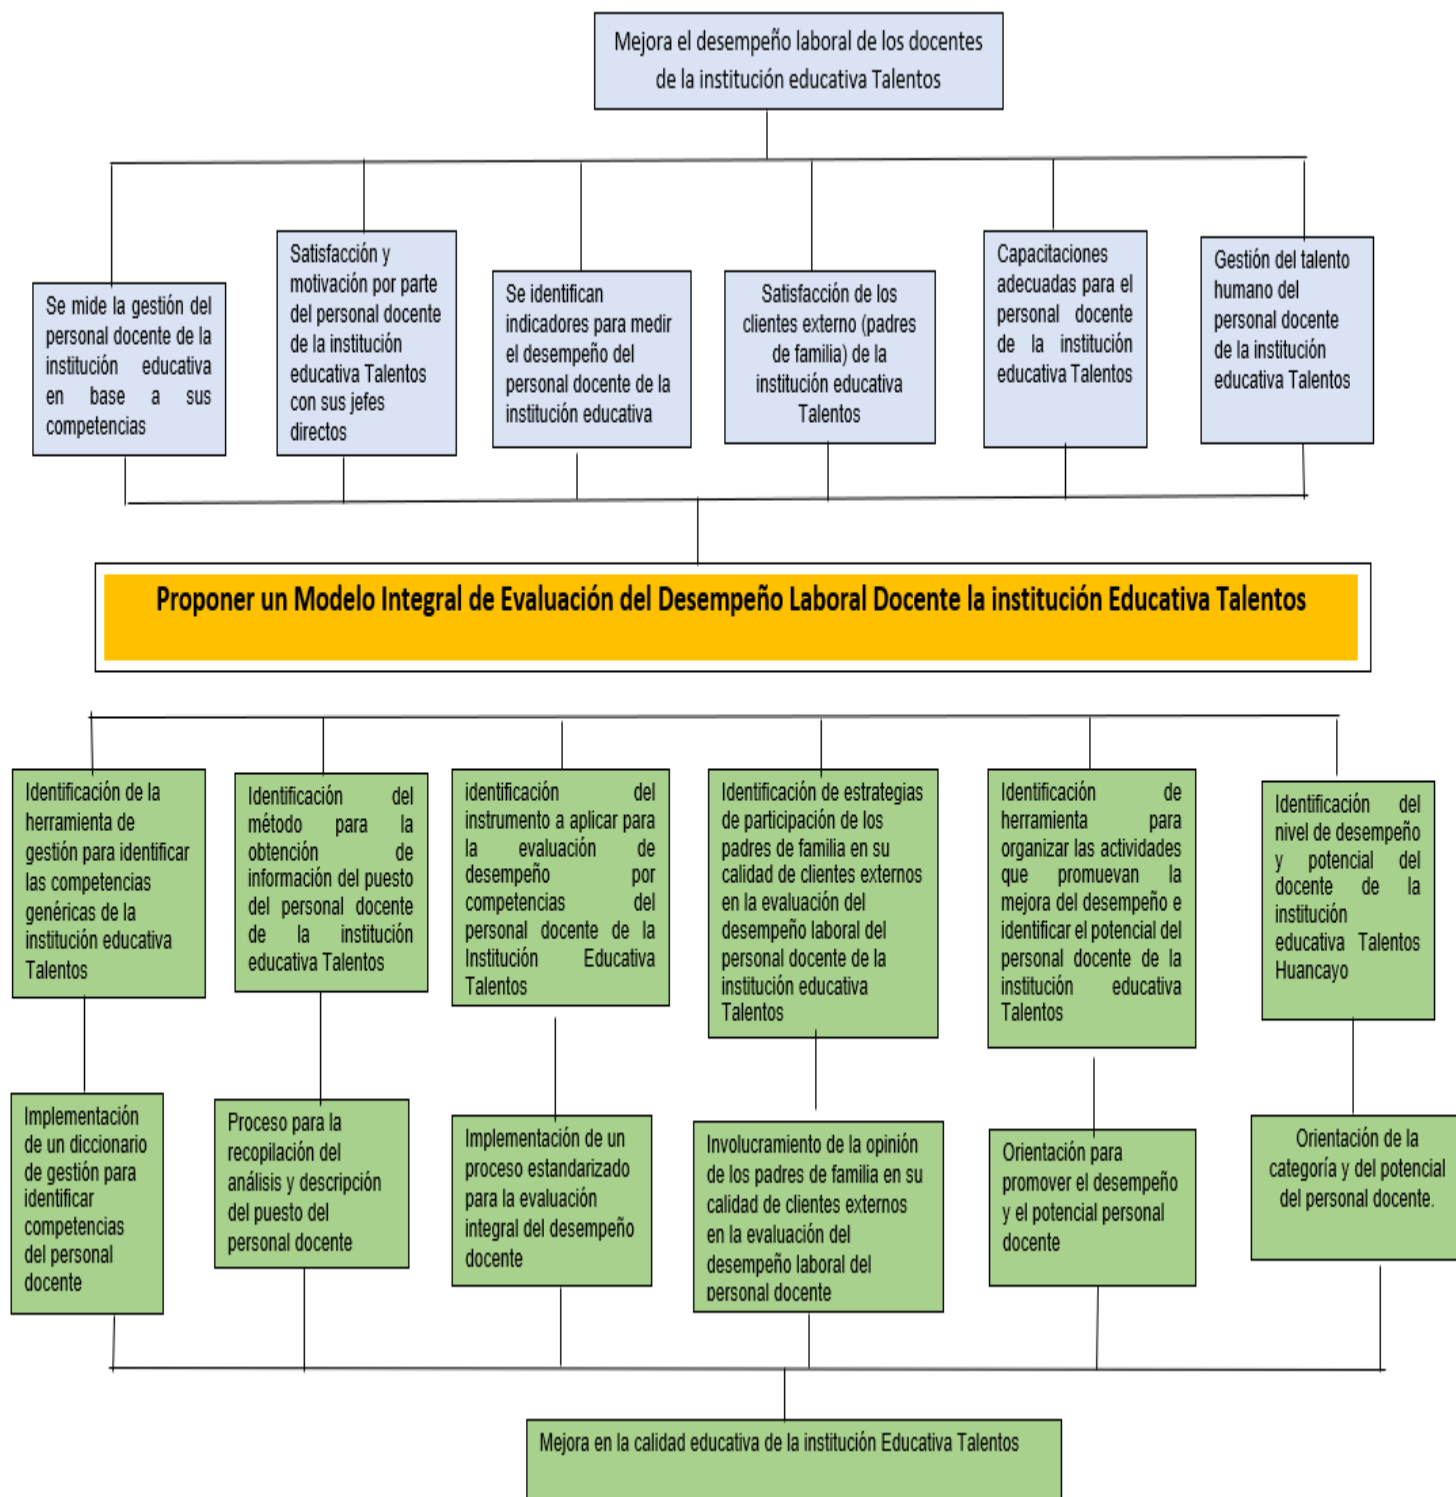 Mejora el desempeño laboral de los docentes
de la institución educativa Talentos
Se mide la gestión del
personal docente de la
institución educativa
en base a sus
competencias
Satisfacción y
motivación por parte
del personal docente
de la institución
educativa Talentos
con sus jefes
directos
Se identifican
indicadores para medir
el desempeño del
personal docente de la
institución educativa
Satisfacción de los
clientes externo (padres
de familia) de la
institución educativa
Talentos
Capacitaciones
adecuadas para el
personal docente
de la institución
educativa Talentos
Gestión del talento
humano del
personal docente
de la institución
educativa Talentos
Proponer un Modelo Integral de Evaluación del Desempeño Laboral Docente la institución Educativa Talentos
Identificación de la
herramienta de
gestión para identificar
las competencias
genéricas de la
institución educativa
Talentos
Identificación del
método para la
obtención de
información del puesto
del personal docente
de la institución
educativa Talentos
identificación del
instrumento a aplicar para
la evaluación de
desempeño por
competencias del
personal docente de la
Institución Educativa
Talentos
Identificación de estrategias
de participación de los
padres de familia en su
calidad de clientes externos
en la evaluación del
desempeño laboral del
personal docente de la
institución educativa
Talentos
Identificación de
herramienta para
organizar las actividades
que promuevan la
mejora del desempeño e
identificar el potencial del
personal docente de la
institución educativa
Talentos
Identificación del
nivel de desempeño
y potencial del
docente de la
institución
educativa Talentos
Huancayo
Implementación
de un diccionario
de gestión para
identificar
competencias
del personal
docente
Proceso para la
recopilación del
análisis y descripción
del puesto del
personal docente
Implementación de un
proceso estandarizado
para la evaluación
integral del desempeño
docente
Involucramiento de la opinión
de los padres de familia en su
calidad de clientes externos
en la evaluación del
desempeño laboral del
personal docente
Orientación para
promover el desempeño
y el potencial personal
docente
Orientación de la
categoría y del potencial
del personal docente.
Mejora en la calidad educativa de la institución Educativa Talentos